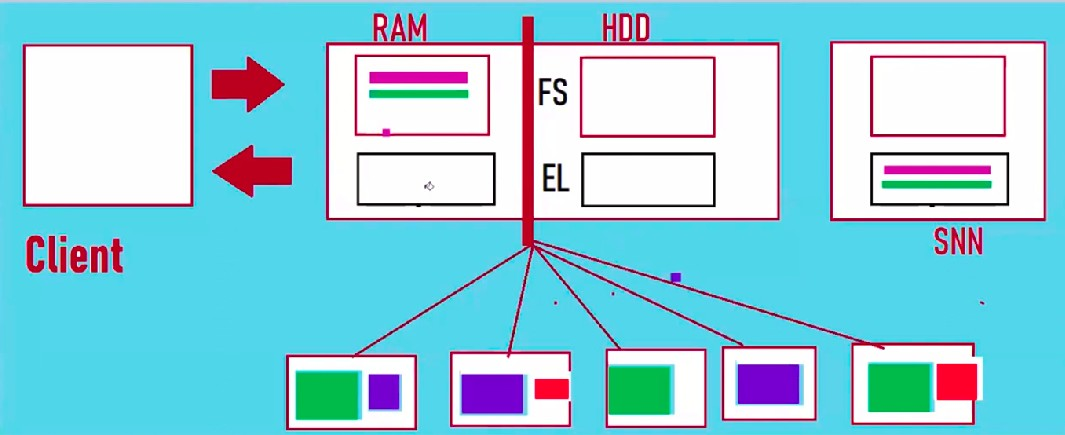 RAM
HDD
FS
EL
Client
SNN